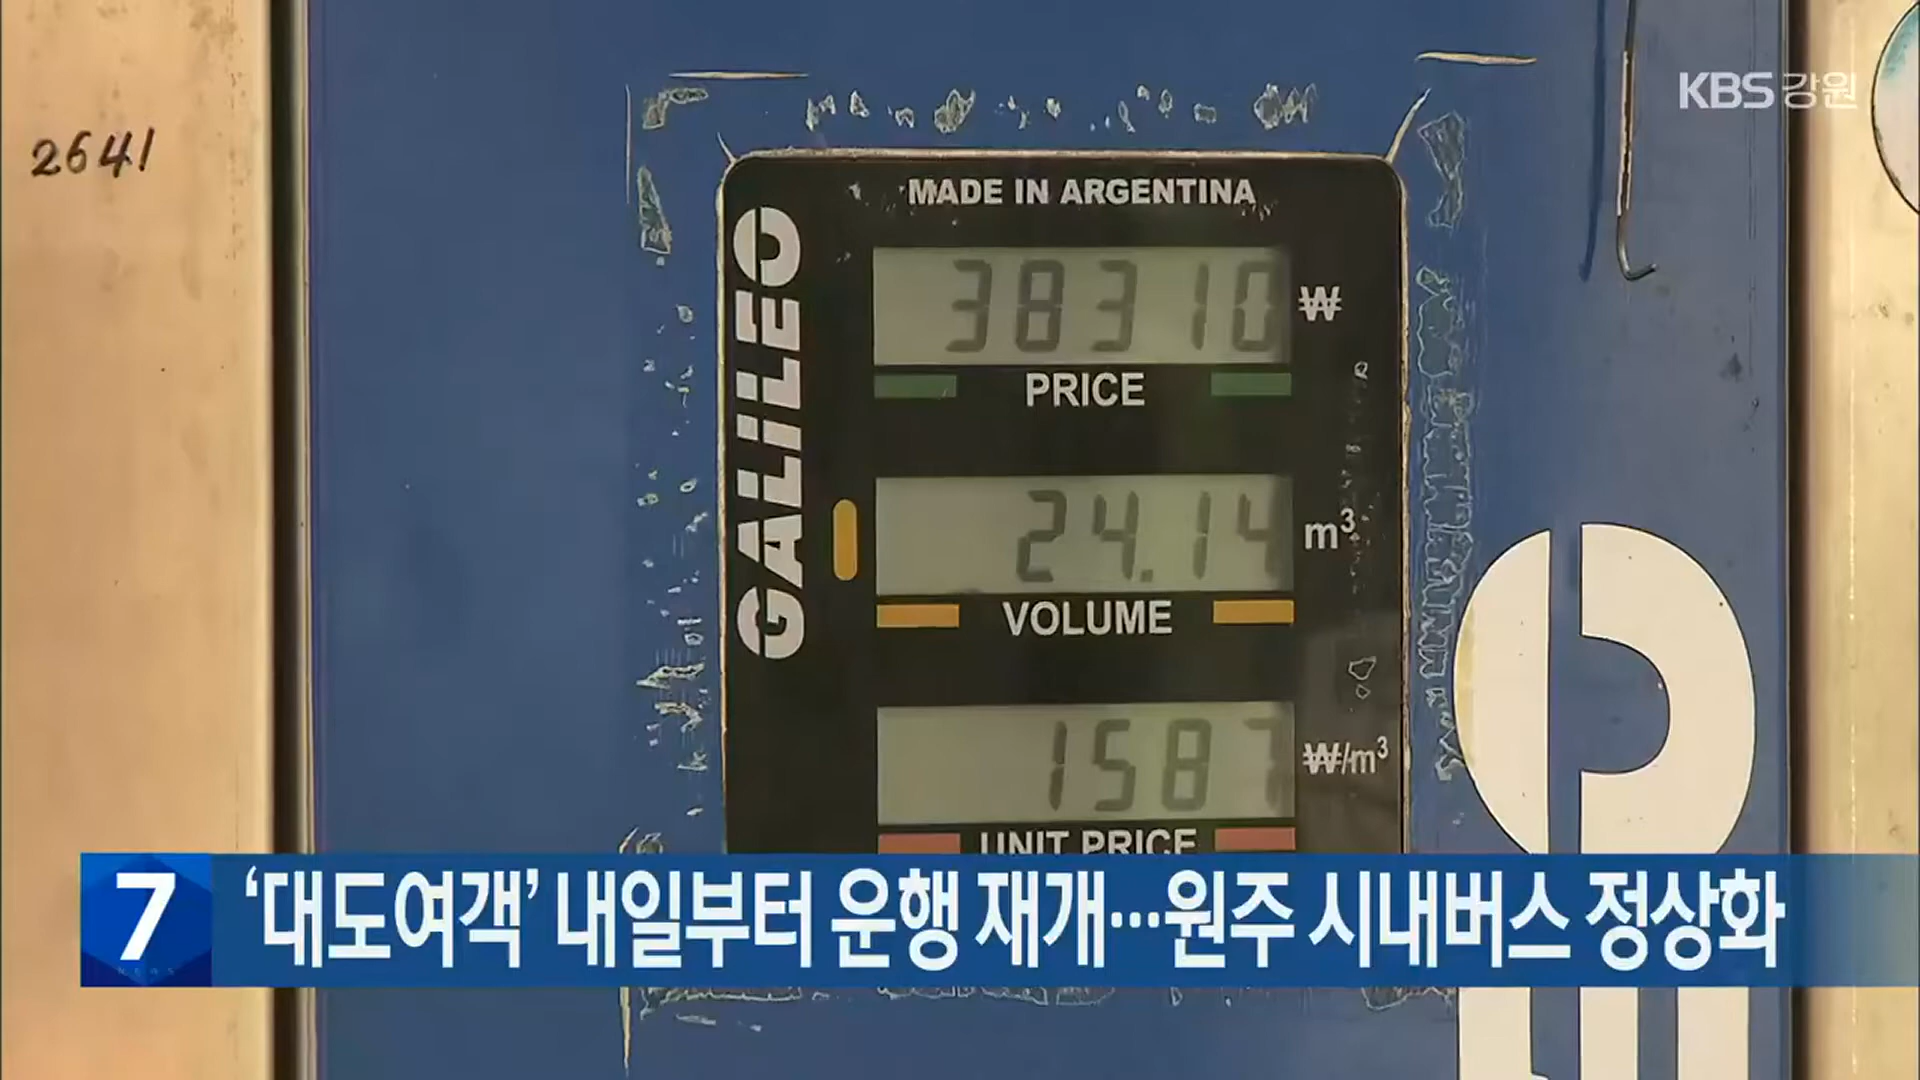 KBS강원
2641
MADE IN ARGENTINA
GALILEO
38310 ₩
PRICE
24.14 m³
VOLUME
1587 ₩/m³
UNIT PRICE
7 ‘대도여객’ 내일부터 운행 재개…원주 시내버스 정상화
NEWS